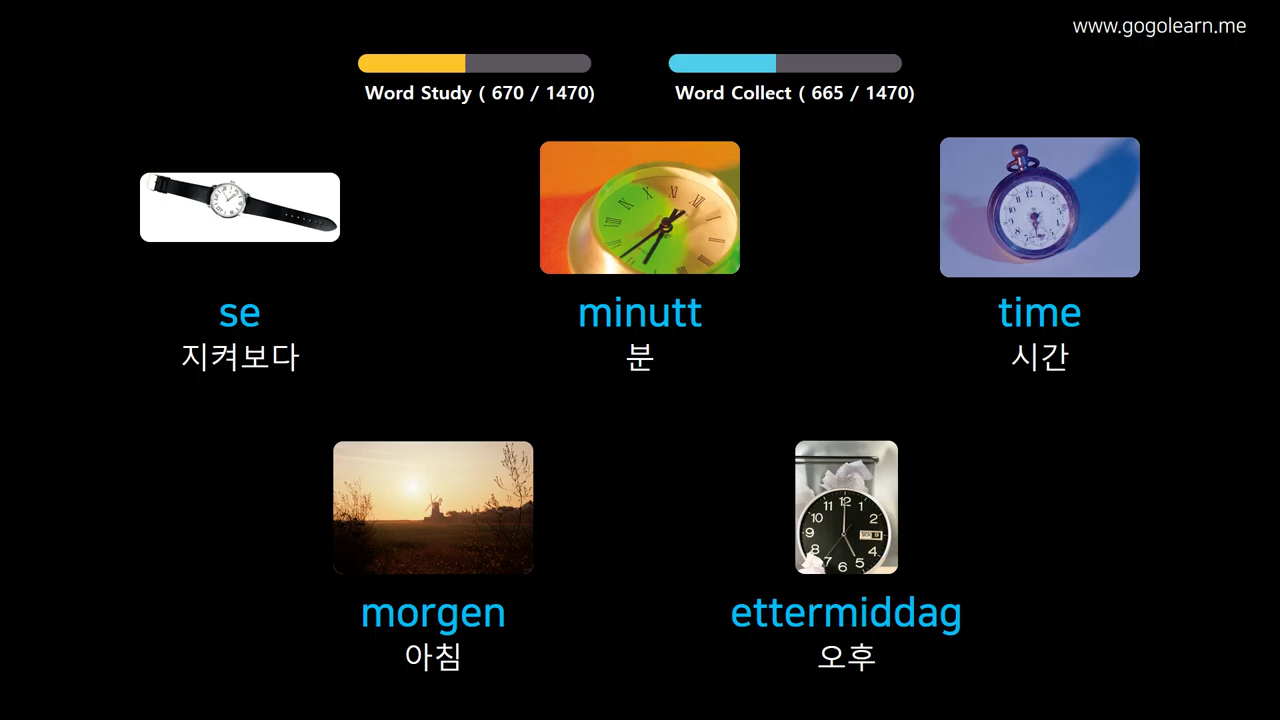 www.gogolearn.me
Word Study ( 670 / 1470)
Word Collect ( 665 / 1470)
se
지켜보다
minutt
분
time
시간
morgen
아침
ettermiddag
오후